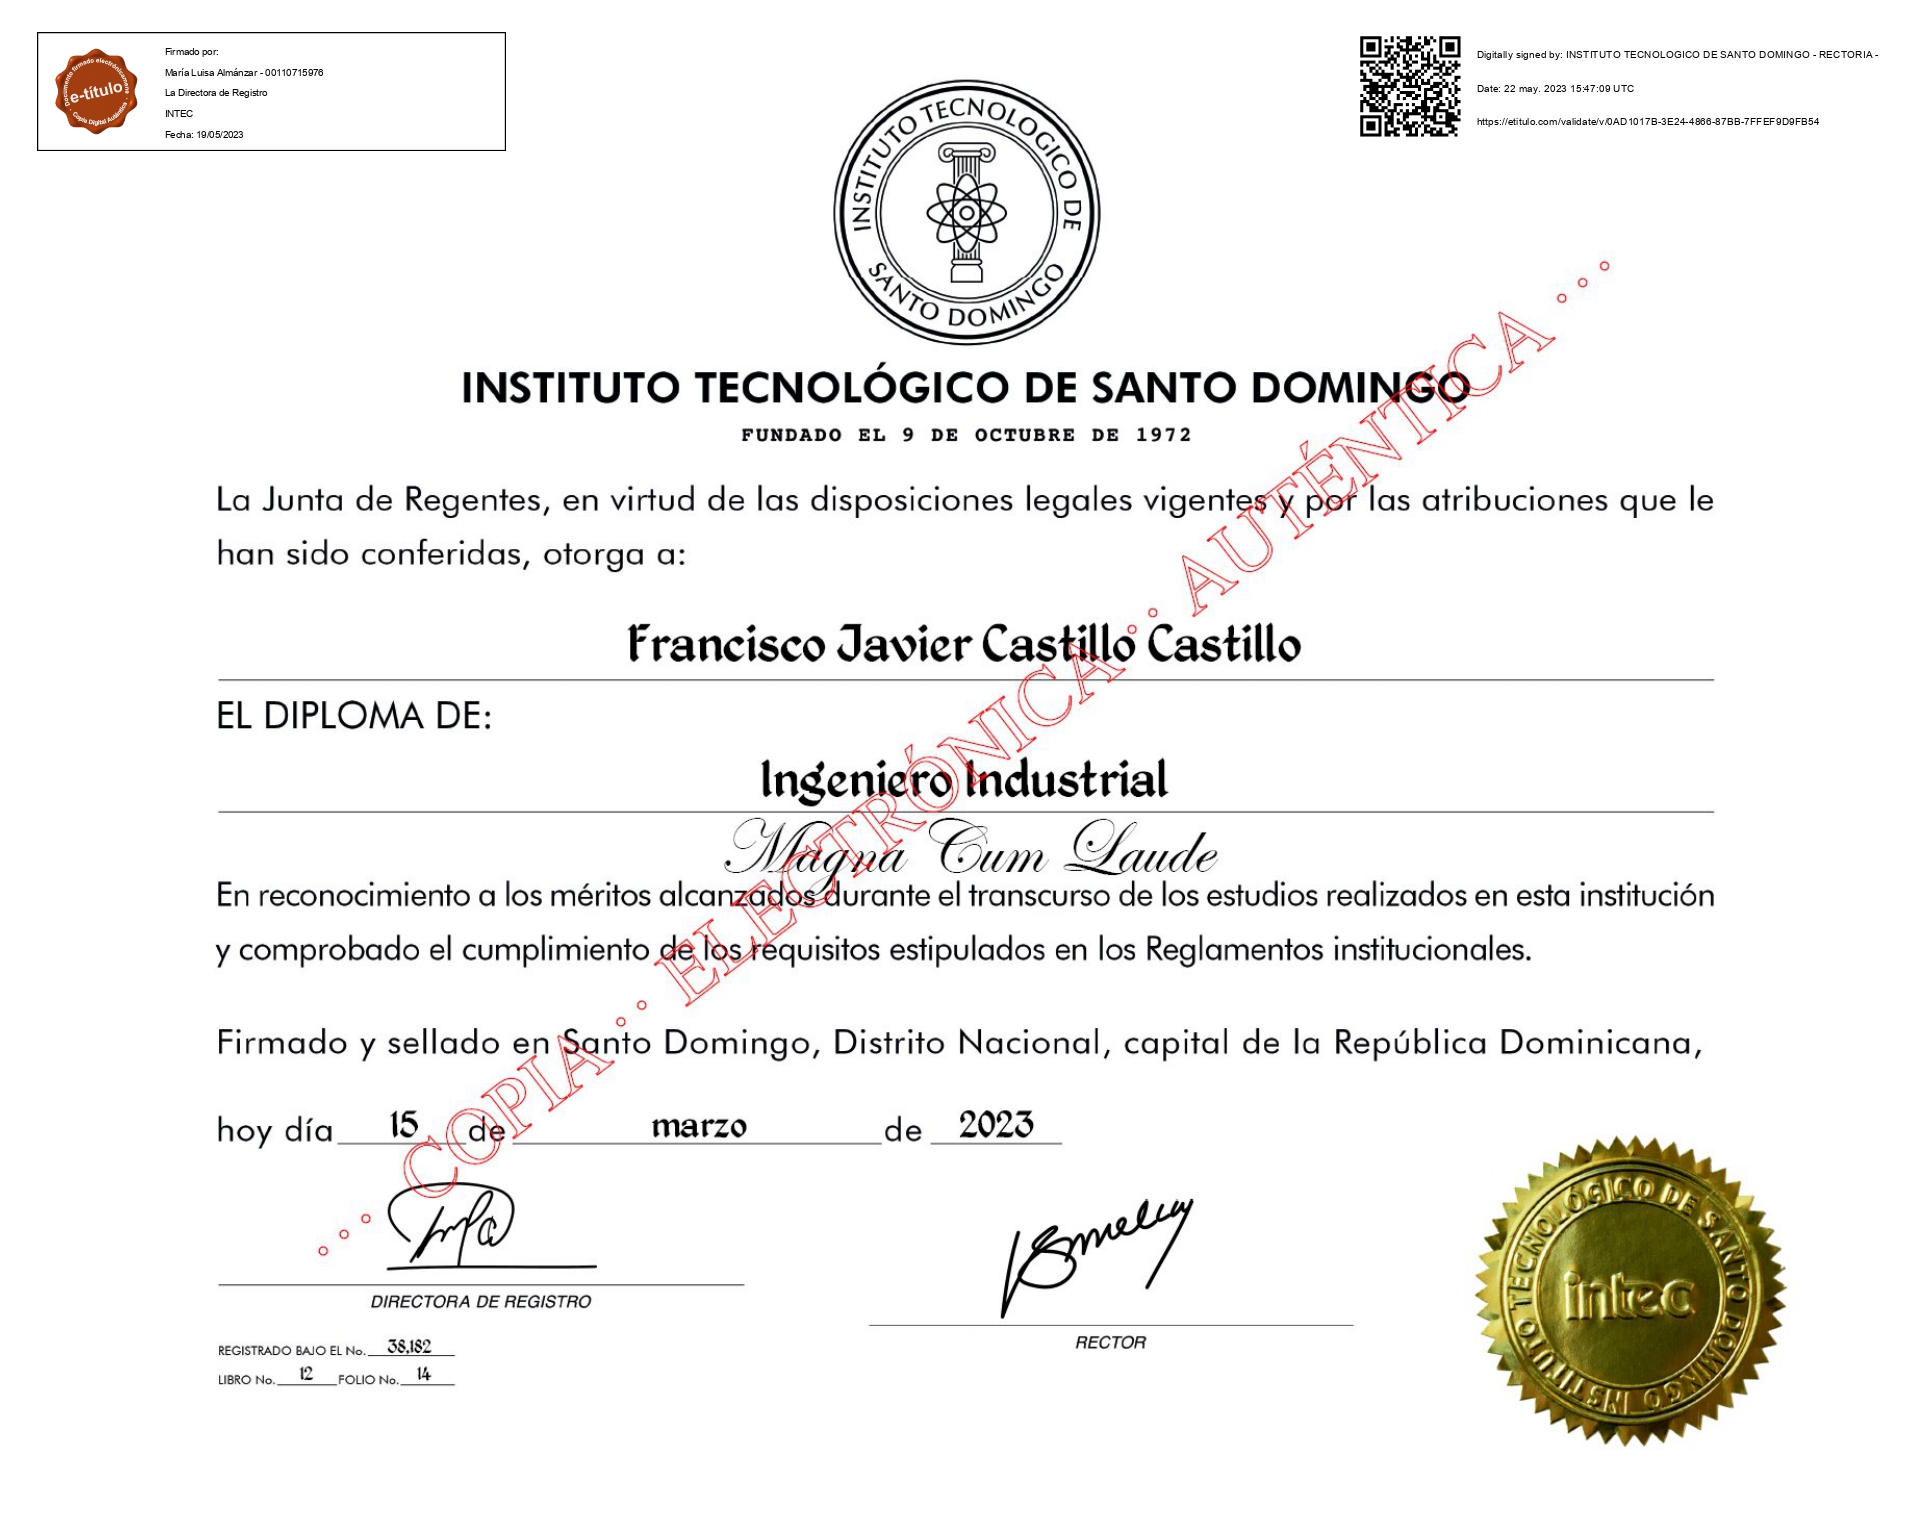 Firmado por:
María Luisa Almánzar - 00110715976
La Directora de Registro
INTEC
Fecha: 19/05/2023
Documento firmado electrónicamente
e-título
Copia Digital Auténtica
Digitally signed by: INSTITUTO TECNOLOGICO DE SANTO DOMINGO - RECTORIA -
Date: 22 may. 2023 15:47:09 UTC
https://etitulo.com/validate/v/0AD1017B-3E24-4866-87BB-7FFEF9D9FB54
INSTITUTO TECNOLOGICO DE
SANTO DOMINGO
INSTITUTO TECNOLÓGICO DE SANTO DOMINGO
FUNDADO EL 9 DE OCTUBRE DE 1972
La Junta de Regentes, en virtud de las disposiciones legales vigentes y por las atribuciones que le
han sido conferidas, otorga a:
Francisco Javier Castillo Castillo
EL DIPLOMA DE:
Ingeniero Industrial
Magna Cum Laude
En reconocimiento a los méritos alcanzados durante el transcurso de los estudios realizados en esta institución
y comprobado el cumplimiento de los requisitos estipulados en los Reglamentos institucionales.
Firmado y sellado en Santo Domingo, Distrito Nacional, capital de la República Dominicana,
hoy día 15 de marzo de 2023
DIRECTORA DE REGISTRO
RECTOR
REGISTRADO BAJO EL No. 38,182
LIBRO No. 12 FOLIO No. 14
INSTITUTO TECNOLÓGICO DE SANTO DOMINGO
intec
° ° ° COPIA ° ° ELECTRÓNICA ° ° AUTÉNTICA ° ° °